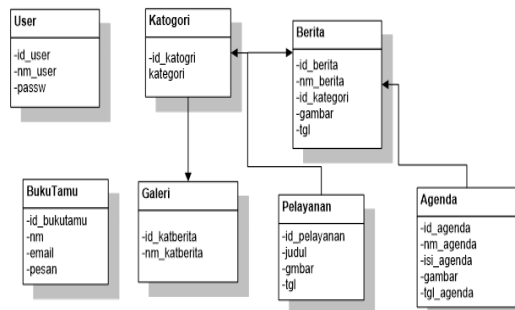 User
-id_user
-nm_user
-passw
Katogori
-id_katogri
kategori
Berita
-id_berita
-nm_berita
-id_kategori
-gambar
-tgl
BukuTamu
-id_bukutamu
-nm
-email
-pesan
Galeri
-id_katberita
-nm_katberita
Pelayanan
-id_pelayanan
-judul
-gmbar
-tgl
Agenda
-id_agenda
-nm_agenda
-isi_agenda
-gambar
-tgl_agenda